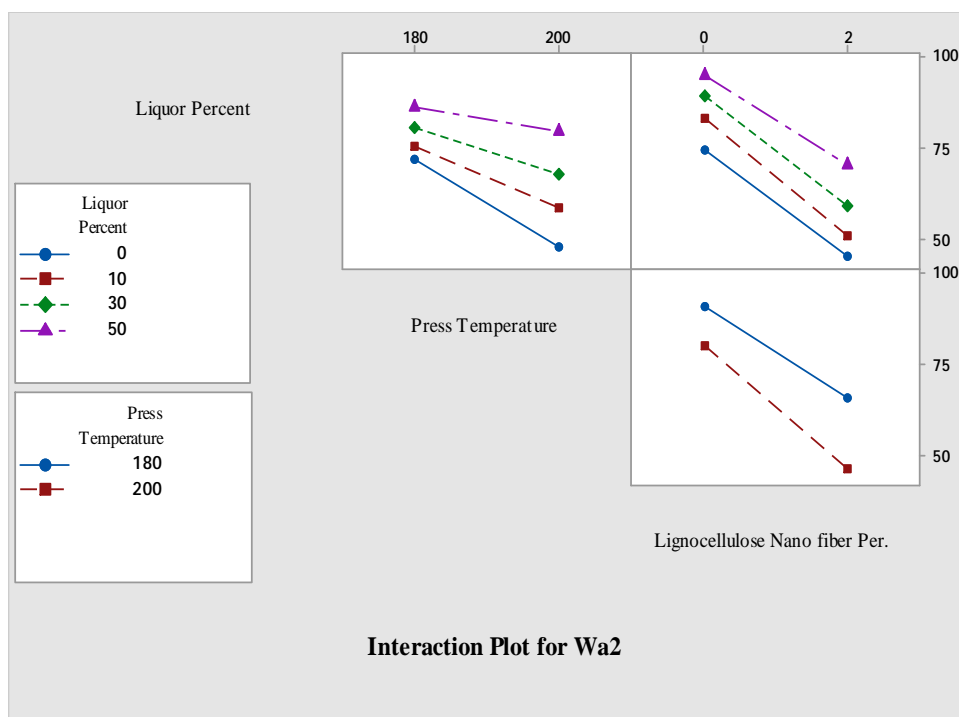 180 200 0 2
100
Liquor Percent
75
50
Liquor
Percent
0
10
30
50
100
Press Temperature
75
50
Press
Temperature
180
200
Lignocellulose Nano fiber Per.
Interaction Plot for Wa2